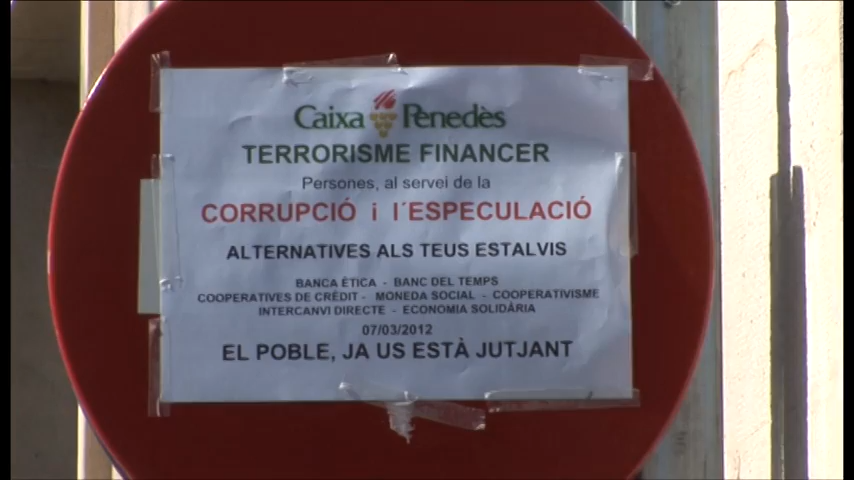 Caixa Penedès
TERRORISME FINANCER
Persones, al servei de la
CORRUPCIÓ i l´ESPECULACIÓ
ALTERNATIVES ALS TEUS ESTALVIS
BANCA ÈTICA - BANC DEL TEMPS
COOPERATIVES DE CRÈDIT - MONEDA SOCIAL - COOPERATIVISME
INTERCANVI DIRECTE - ECONOMIA SOLIDÀRIA
07/03/2012
EL POBLE, JA US ESTÀ JUTJANT